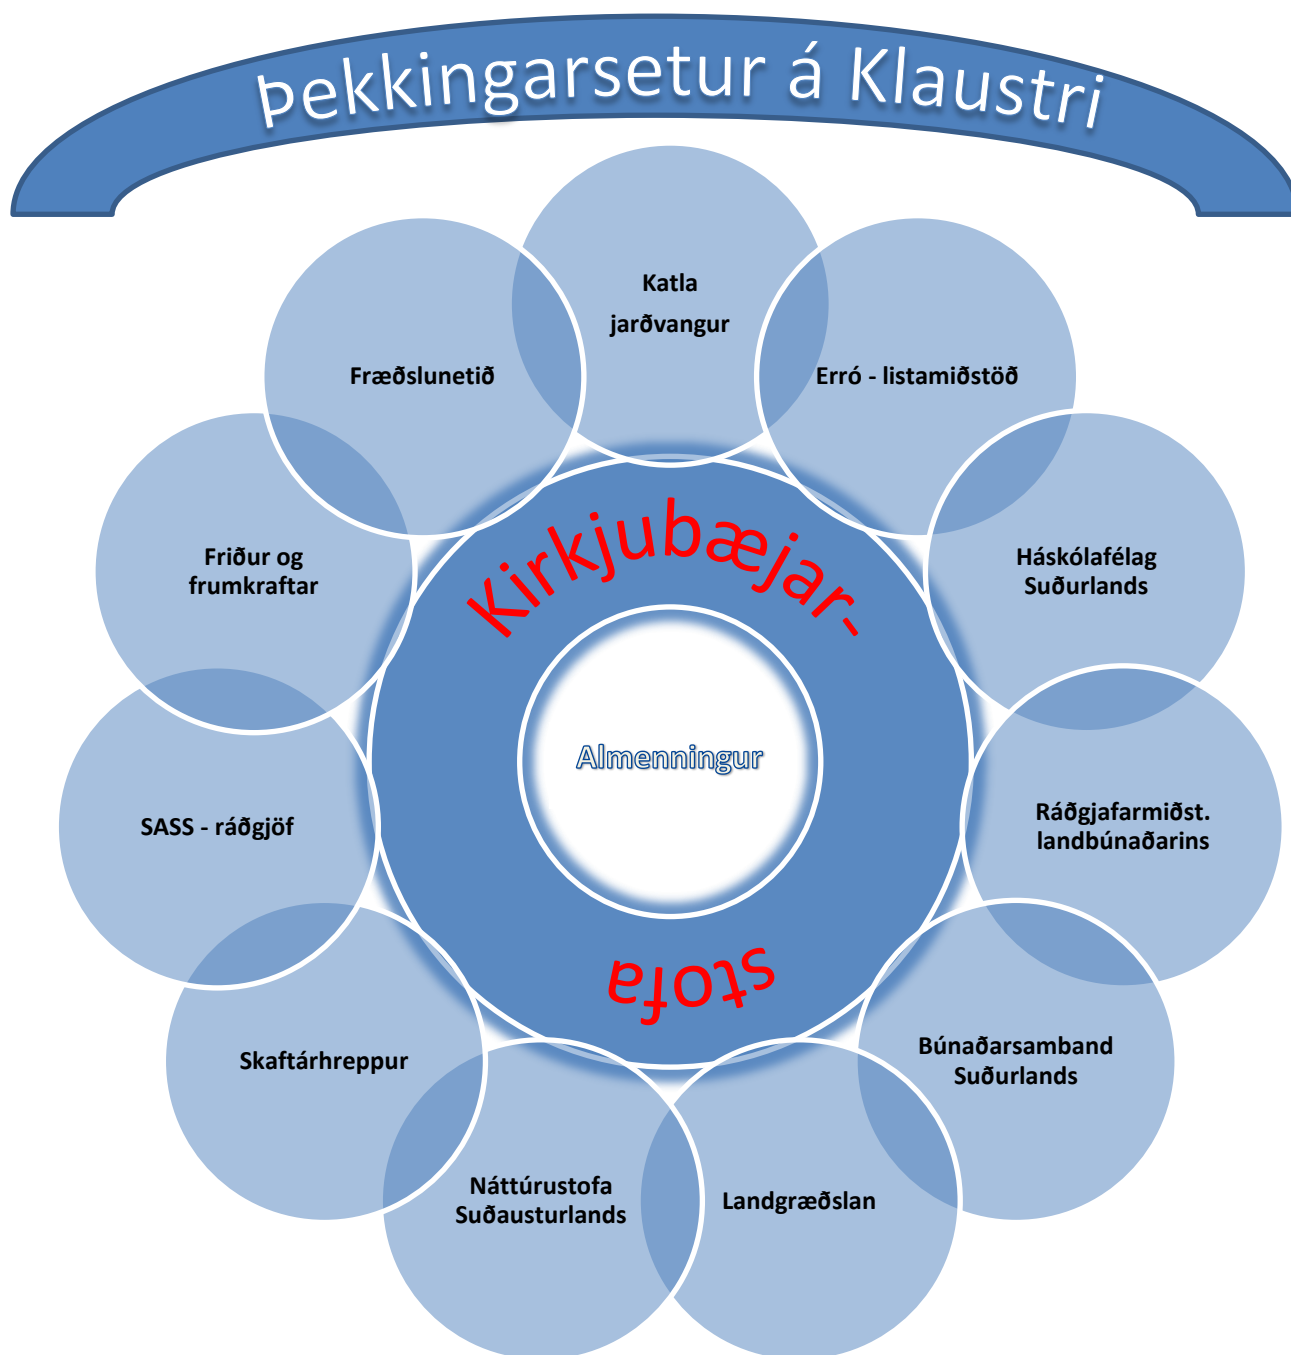 Þekkingarsetur á Klaustri
Katla
jarðvangur
Fræðslunetið
Erró - listamiðstöð
Friður og
frumkraftar
Háskólafélag
Suðurlands
Kirkjubæjar-
stofa
Almenningur
SASS - ráðgjöf
Ráðgjafarmiðst.
landbúnaðarins
Skaftárhreppur
Búnaðarsamband
Suðurlands
Náttúrustofa
Suðausturlands
Landgræðslan